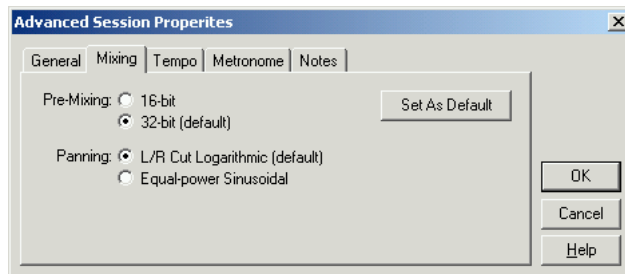 Advanced Session Properites
General Mixing Tempo Metronome Notes
Pre-Mixing: 16-bit
32-bit (default)
Set As Default
Panning: L/R Cut Logarithmic (default)
Equal-power Sinusoidal
OK
Cancel
Help